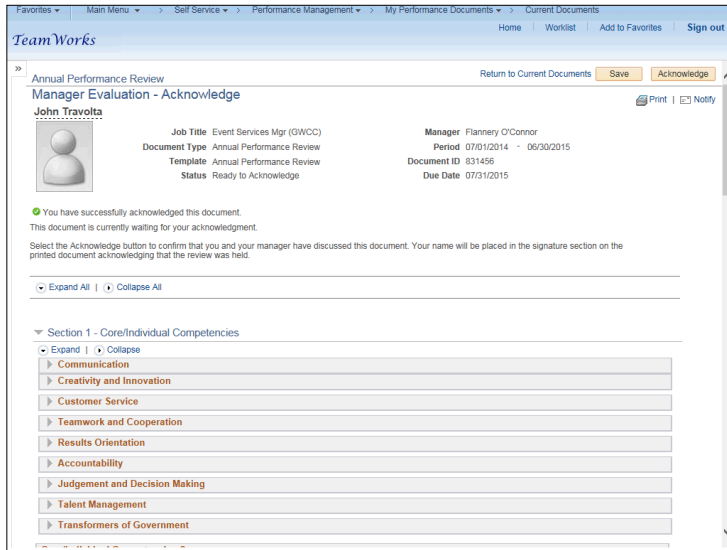 Favorites Main Menu > Self Service > Performance Management > My Performance Documents > Current Documents
Home Worklist Add to Favorites Sign out
TeamWorks
»
Return to Current Documents Save Acknowledge
Annual Performance Review
Manager Evaluation - Acknowledge
Print | Notify
John Travolta
Job Title Event Services Mgr (GWCC) Manager Flannery O'Connor
Document Type Annual Performance Review Period 07/01/2014 - 06/30/2015
Template Annual Performance Review Document ID 831456
Status Ready to Acknowledge Due Date 07/31/2015
You have successfully acknowledged this document.
This document is currently waiting for your acknowledgment.
Select the Acknowledge button to confirm that you and your manager have discussed this document. Your name will be placed in the signature section on the
printed document acknowledging that the review was held.
Expand All | Collapse All
Section 1 - Core/Individual Competencies
Expand | Collapse
Communication
Creativity and Innovation
Customer Service
Teamwork and Cooperation
Results Orientation
Accountability
Judgement and Decision Making
Talent Management
Transformers of Government